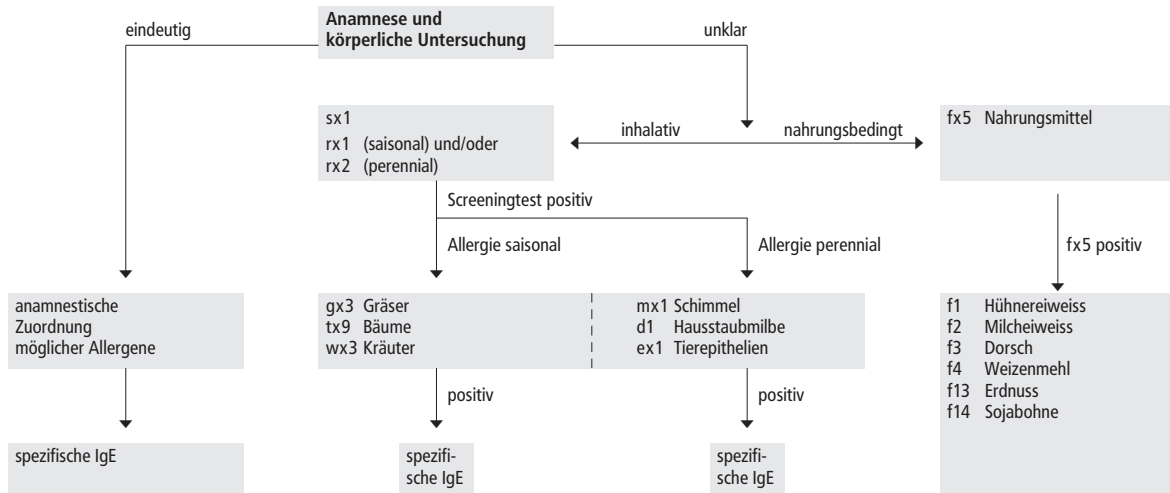 Anamnese und
körperliche Untersuchung
eindeutig
unklar
sx1
rx1 (saisonal) und/oder
rx2 (perennial)
inhalativ
nahrungsbedingt
fx5 Nahrungsmittel
Screeningtest positiv
Allergie saisonal
Allergie perennial
fx5 positiv
anamnestische
Zuordnung
möglicher Allergene
gx3 Gräser
tx9 Bäume
wx3 Kräuter
mx1 Schimmel
d1 Hausstaubmilbe
ex1 Tierepithelien
f1 Hühnereiweiss
f2 Milcheiweiss
f3 Dorsch
f4 Weizenmehl
f13 Erdnuss
f14 Sojabohne
positiv
positiv
spezifische IgE
spezifi-
sche IgE
spezifi-
sche IgE